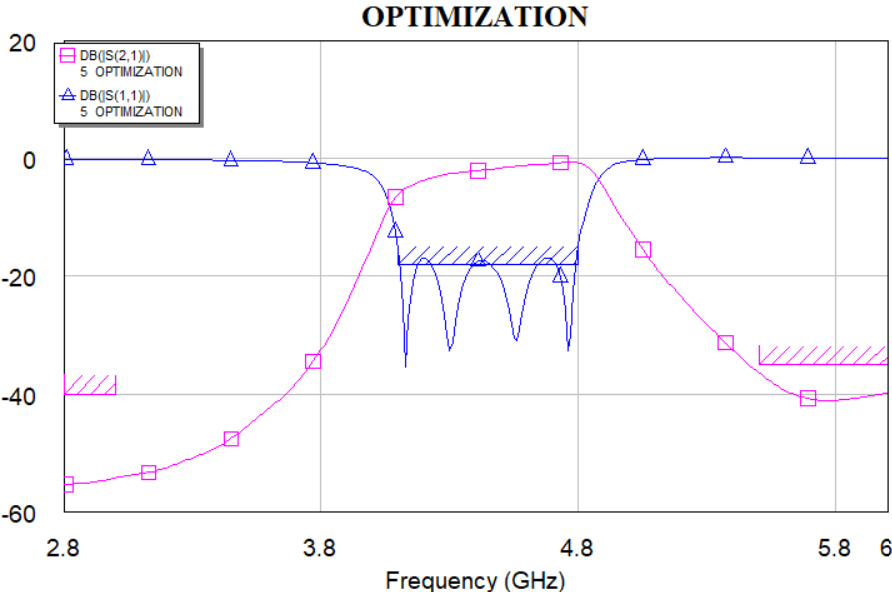 OPTIMIZATION
DB(|S(2,1)|)
5 OPTIMIZATION
DB(|S(1,1)|)
5 OPTIMIZATION
20
0
-20
-40
-60
2.8 3.8 4.8 5.8 6
Frequency (GHz)